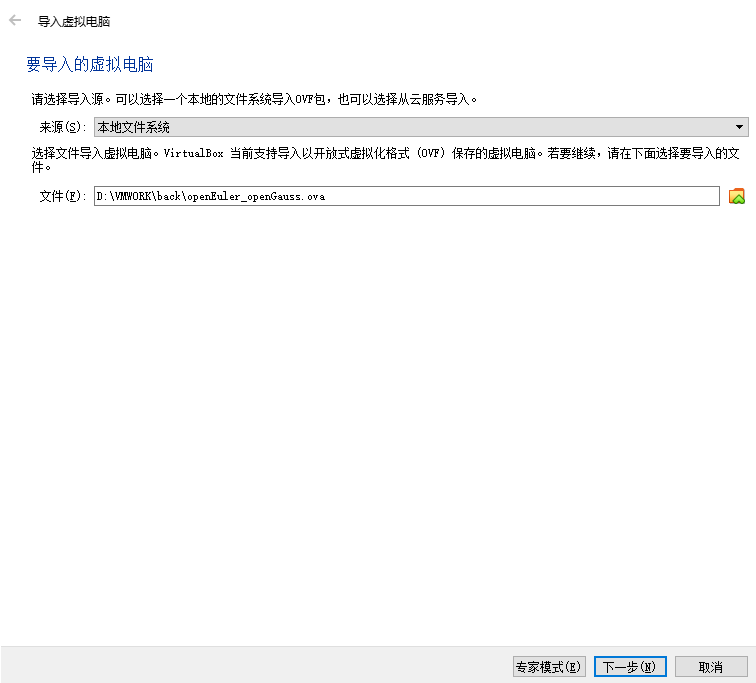 导入虚拟电脑
要导入的虚拟电脑
请选择导入源。可以选择一个本地的文件系统导入OVF包，也可以选择从云服务导入。
来源(S): 本地文件系统
选择文件导入虚拟电脑。VirtualBox 当前支持导入以开放式虚拟化格式 (OVF) 保存的虚拟电脑。若要继续，请在下面选择要导入的文
件。
文件(F): D:\VMWORK\back\openEuler_openGauss.ova
专家模式(E) 下一步(N) 取消